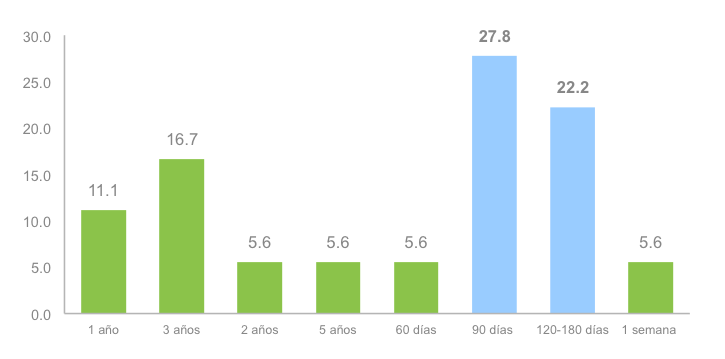 30.0
25.0
20.0
15.0
10.0
5.0
0.0
11.1
16.7
5.6
5.6
5.6
27.8
22.2
5.6
1 año
3 años
2 años
5 años
60 días
90 días
120-180 días
1 semana